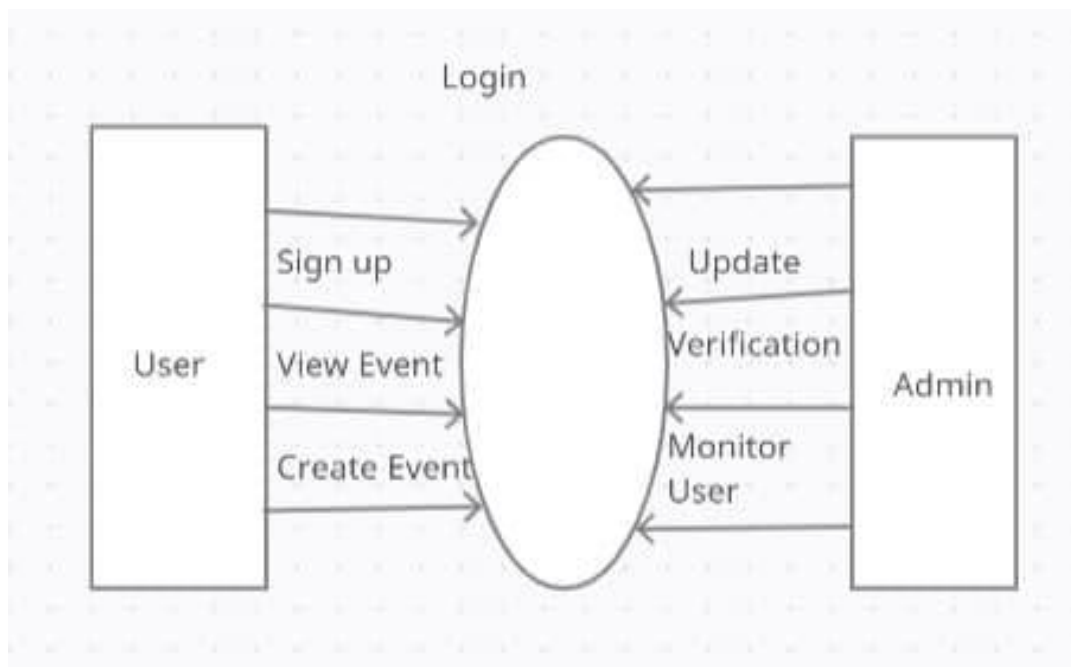 Login
Sign up
Update
Verification
User
View Event
Admin
Create Event
Monitor
User